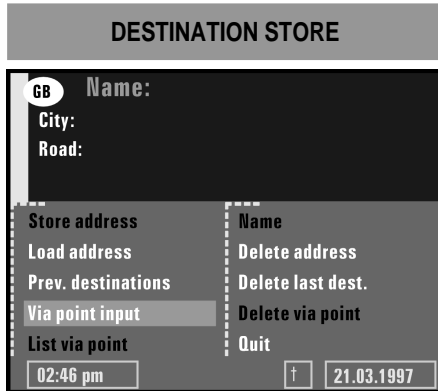 DESTINATION STORE
GB Name:
City:
Road:
Store address
Load address
Prev. destinations
Via point input
List via point
Name
Delete address
Delete last dest.
Delete via point
Quit
02:46 pm
† 21.03.1997